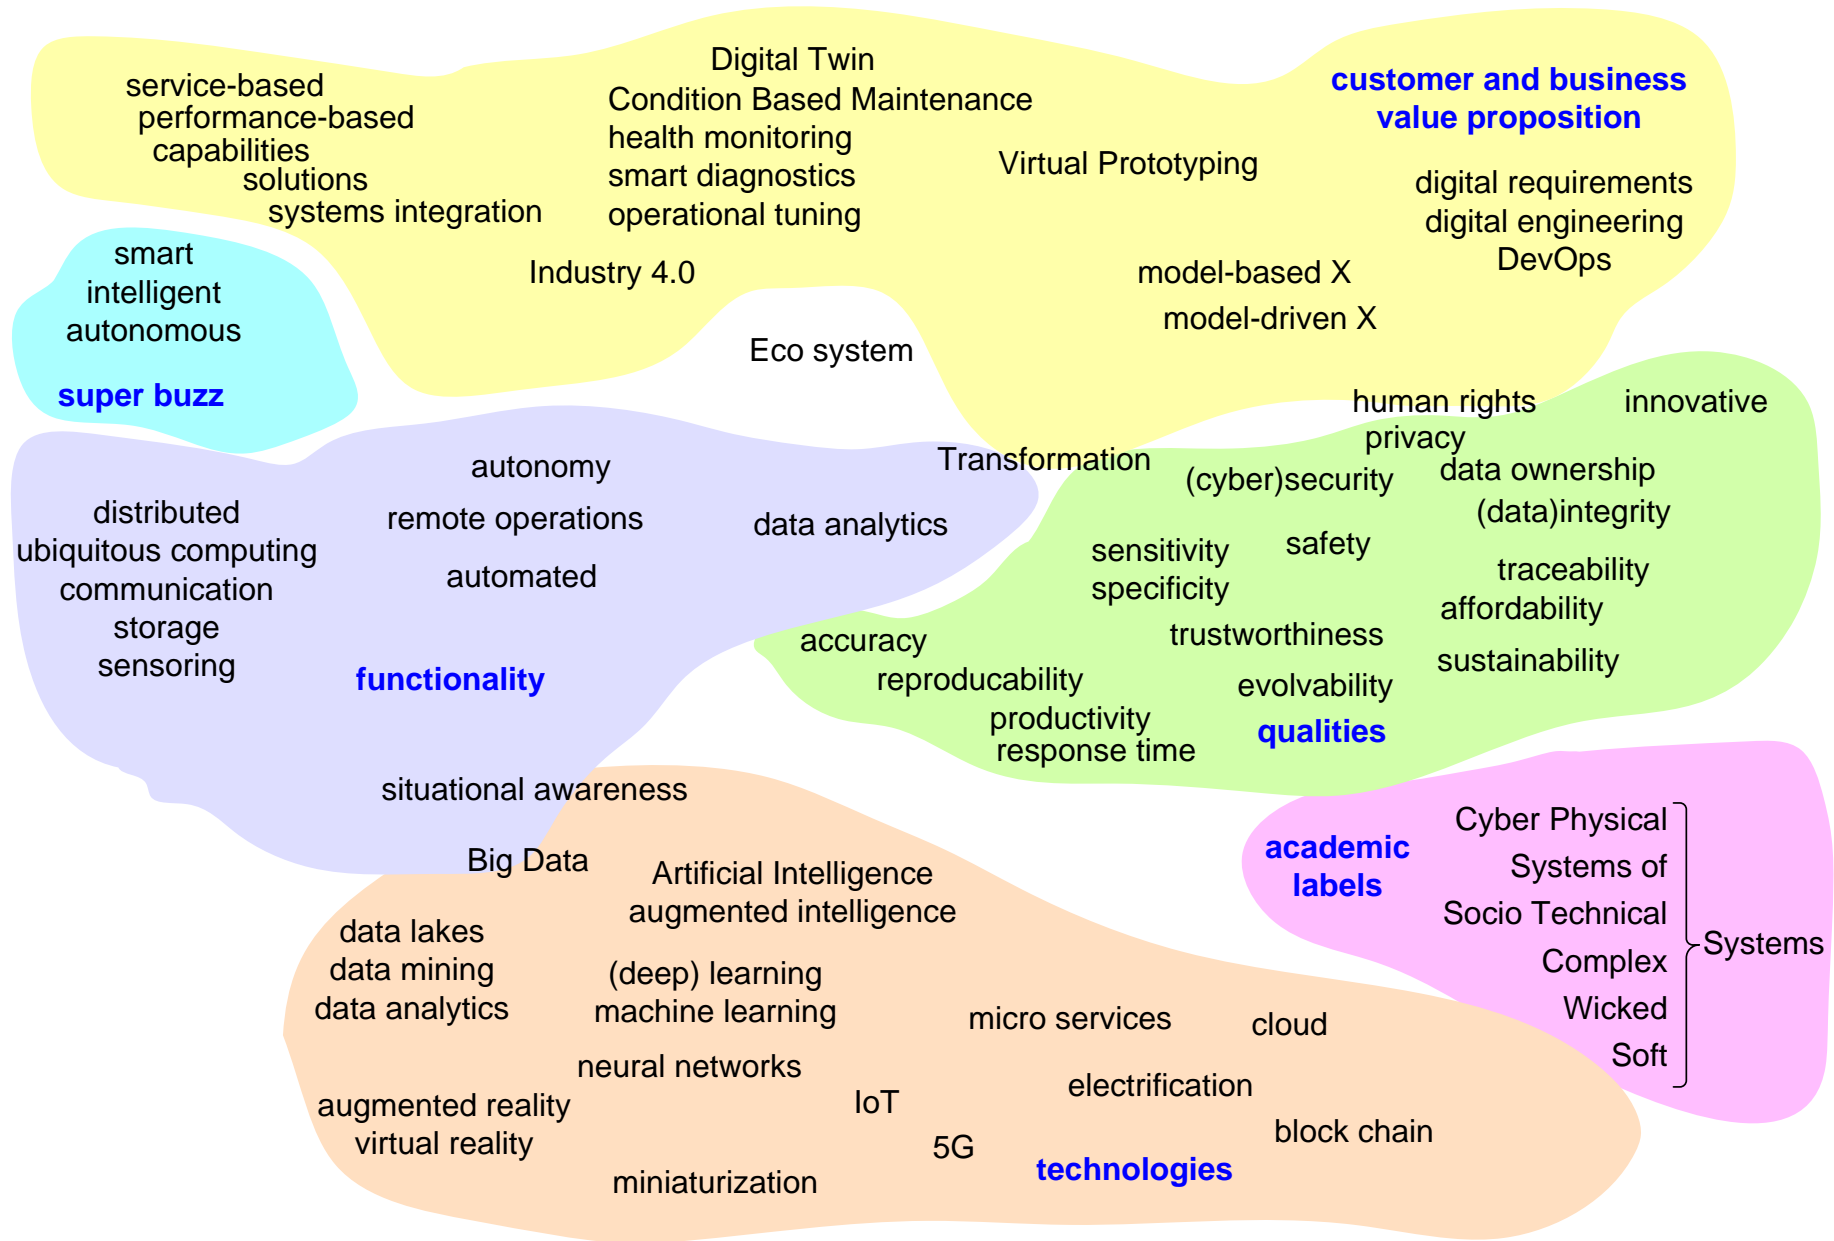 Digital Twin
service-based
performance-based
capabilities
solutions
systems integration
Condition Based Maintenance
health monitoring
smart diagnostics
operational tuning
Industry 4.0
Virtual Prototyping
customer and business
value proposition
digital requirements
digital engineering
DevOps
model-based X
model-driven X
Eco system
smart
intelligent
autonomous
super buzz
autonomy
remote operations
automated
data analytics
Transformation
distributed
ubiquitous computing
communication
storage
sensoring
functionality
situational awareness
human rights
privacy
innovative
(cyber)security
data ownership
(data)integrity
sensitivity
specificity
safety
traceability
affordability
accuracy
trustworthiness
sustainability
reproducability
evolvability
productivity
response time
qualities
academic
labels
Cyber Physical
Systems of
Socio Technical
Complex
Wicked
Soft
Systems
Big Data
Artificial Intelligence
augmented intelligence
data lakes
data mining
data analytics
(deep) learning
machine learning
neural networks
micro services
cloud
electrification
IoT
5G
block chain
augmented reality
virtual reality
miniaturization
technologies